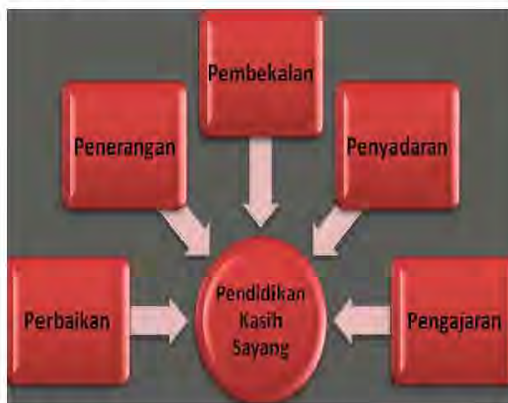 Pembekalan
Penerangan
Penyadaran
Perbaikan
Pendidikan
Kasih
Sayang
Pengajaran